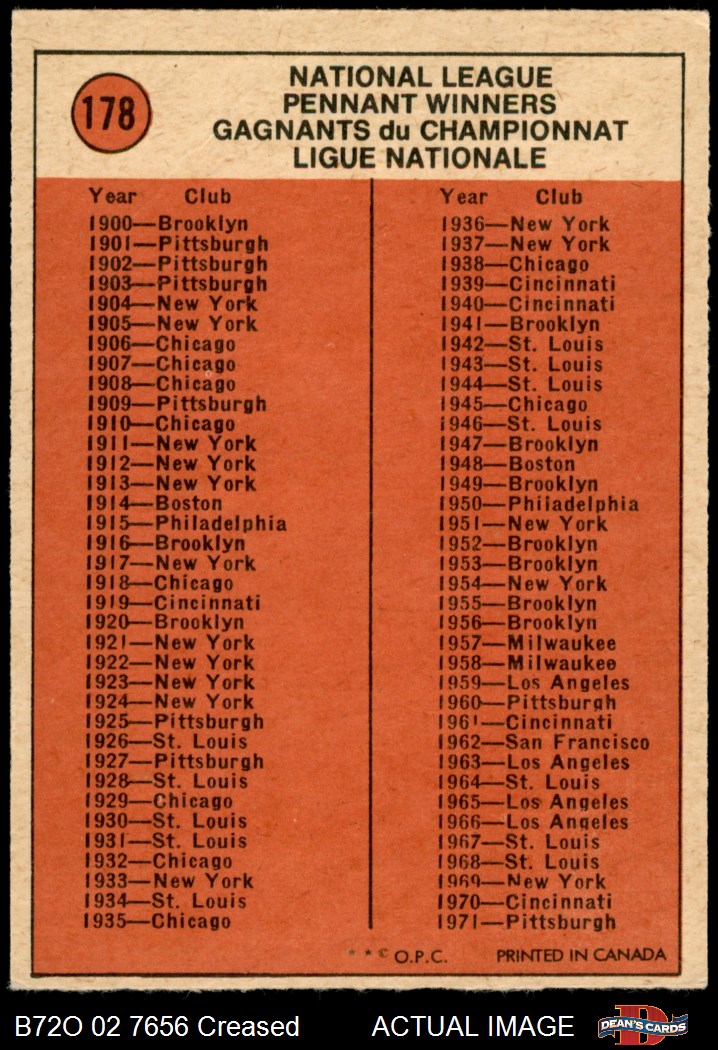 178
NATIONAL LEAGUE
PENNANT WINNERS
GAGNANTS du CHAMPIONNAT
LIGUE NATIONALE
Year Club
1900—Brooklyn
1901—Pittsburgh
1902—Pittsburgh
1903—Pittsburgh
1904—New York
1905—New York
1906—Chicago
1907—Chicago
1908—Chicago
1909—Pittsburgh
1910—Chicago
1911—New York
1912—New York
1913—New York
1914—Boston
1915—Philadelphia
1916—Brooklyn
1917—New York
1918—Chicago
1919—Cincinnati
1920—Brooklyn
1921—New York
1922—New York
1923—New York
1924—New York
1925—Pittsburgh
1926—St. Louis
1927—Pittsburgh
1928—St. Louis
1929—Chicago
1930—St. Louis
1931—St. Louis
1932—Chicago
1933—New York
1934—St. Louis
1935—Chicago
Year Club
1936—New York
1937—New York
1938—Chicago
1939—Cincinnati
1940—Cincinnati
1941—Brooklyn
1942—St. Louis
1943—St. Louis
1944—St. Louis
1945—Chicago
1946—St. Louis
1947—Brooklyn
1948—Boston
1949—Brooklyn
1950—Philadelphia
1951—New York
1952—Brooklyn
1953—Brooklyn
1954—New York
1955—Brooklyn
1956—Brooklyn
1957—Milwaukee
1958—Milwaukee
1959—Los Angeles
1960—Pittsburgh
1961—Cincinnati
1962—San Francisco
1963—Los Angeles
1964—St. Louis
1965—Los Angeles
1966—Los Angeles
1967—St. Louis
1968—St. Louis
1969—New York
1970—Cincinnati
1971—Pittsburgh
* * © O.P.C. PRINTED IN CANADA
B72O 02 7656 Creased ACTUAL IMAGE
D
DEAN'S CARDS